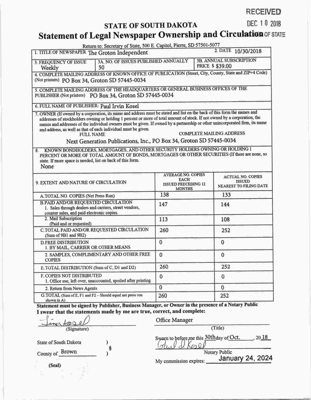 RECEIVED
DEC 10 2018
STATE OF SOUTH DAKOTA
Statement of Legal Newspaper Ownership and Circulation
OF STATE
Return to: Secretary of State, 500 E. Capitol, Pierre, SD 57501-5077
1. TITLE OF NEWSPAPER The Groton Independent
2. DATE 10/30/2018
3. FREQUENCY OF ISSUE
Weekly
3A. NO. OF ISSUES PUBLISHED ANNUALLY
50
3B. ANNUAL SUBSCRIPTION
PRICE $ $39.00
4. COMPLETE MAILING ADDRESS OF KNOWN OFFICE OF PUBLICATION (Street, City, County, State and ZIP+4 Code)
(Not printers) PO Box 34, Groton SD 57445-0034
5. COMPLETE MAILING ADDRESS OF THE HEADQUARTERS OR GENERAL BUSINESS OFFICES OF THE
PUBLISHER (Not printers) PO Box 34, Groton SD 57445-0034
6. FULL NAME OF PUBLISHER: Paul Irvin Kosel
7. OWNER (If owned by a corporation, its name and address must be stated and list on the back of this form the names and
addresses of stockholders owning or holding 1 percent or more of total amount of stock. If not owned by a corporation, the
names and addresses of the individual owners must be given. If owned by a partnership or other unincorporated firm, its name
and address, as well as that of each individual must be given.
FULL NAME COMPLETE MAILING ADDRESS
Next Generation Publications, Inc., PO Box 34, Groton SD 57445-0034
8. KNOWN BONDHOLDERS, MORTGAGES, AND OTHER SECURITY HOLDERS OWNING OR HOLDING 1
PERCENT OR MORE OF TOTAL AMOUNT OF BONDS, MORTGAGES OR OTHER SECURITIES (If there are none, so
state. If more space is needed, list on back of this form.
None
9. EXTENT AND NATURE OF CIRCULATION
AVERAGE NO. COPIES
EACH
ISSUED PRECEDING 12
MONTHS
ACTUAL NO. COPIES
ISSUED
NEAREST TO FILING DATE
A. TOTAL NO. COPIES (Net Press Run) 138 133
B. PAID AND/OR REQUESTED CIRCULATION
1. Sales through dealers and carriers, street vendors,
counter sales, and paid electronic copies. 147 144
2. Mail Subscription
(Paid and or requested) 113 108
C. TOTAL PAID AND/OR REQUESTED CIRCULATION
(Sum of 9B1 and 9B2) 260 252
D. FREE DISTRIBUTION
1. BY MAIL, CARRIER OR OTHER MEANS 0 0
2. SAMPLES, COMPLIMENTARY AND OTHER FREE
COPIES 0 0
E. TOTAL DISTRIBUTION (Sum of C, D1 and D2) 260 252
F. COPIES NOT DISTRIBUTED
1. Office use, left over, unaccounted, spoiled after printing 0 0
2. Return from News Agents 0 0
G. TOTAL (Sum of E, F1 and F2 - Should equal net press run
shown in A) 260 252
Statement must be signed by Publisher, Business Manager, or Owner in the presence of a Notary Public
I swear that the statements made by me are true, correct, and complete:
Office Manager
(Signature) (Title)
State of South Dakota )
§
County of Brown )
(Seal)
Sworn to before me this 30th day of Oct. 20 18
Notary Public
My commission expires: January 24, 2024